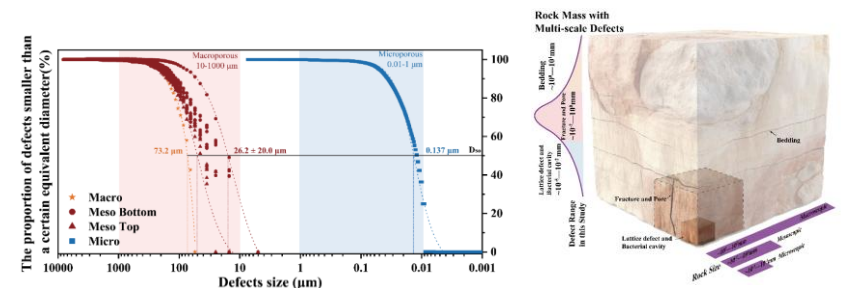 The proportion of defects smaller than
a certain equivalent diameter(%)
Macroporous
10-1000 μm
Microporous
0.01-1 μm
100
80
60
40
20
0
73.2 μm
26.2 ± 20.0 μm
0.137 μm
D₅₀
Macro
Meso Bottom
Meso Top
Micro
10000
1000
100
10
1
0.1
0.01
0.001
Defects size (μm)
Rock Mass with
Multi-scale Defects
Bedding
Fracture and Pore
Lattice defect and
Bacterial cavity
Defect Range
in this Study
Bedding
Fracture and Pore
Lattice defect and
Bacterial cavity
Rock Size
Macroscopic
Mesoscopic
Microscopic